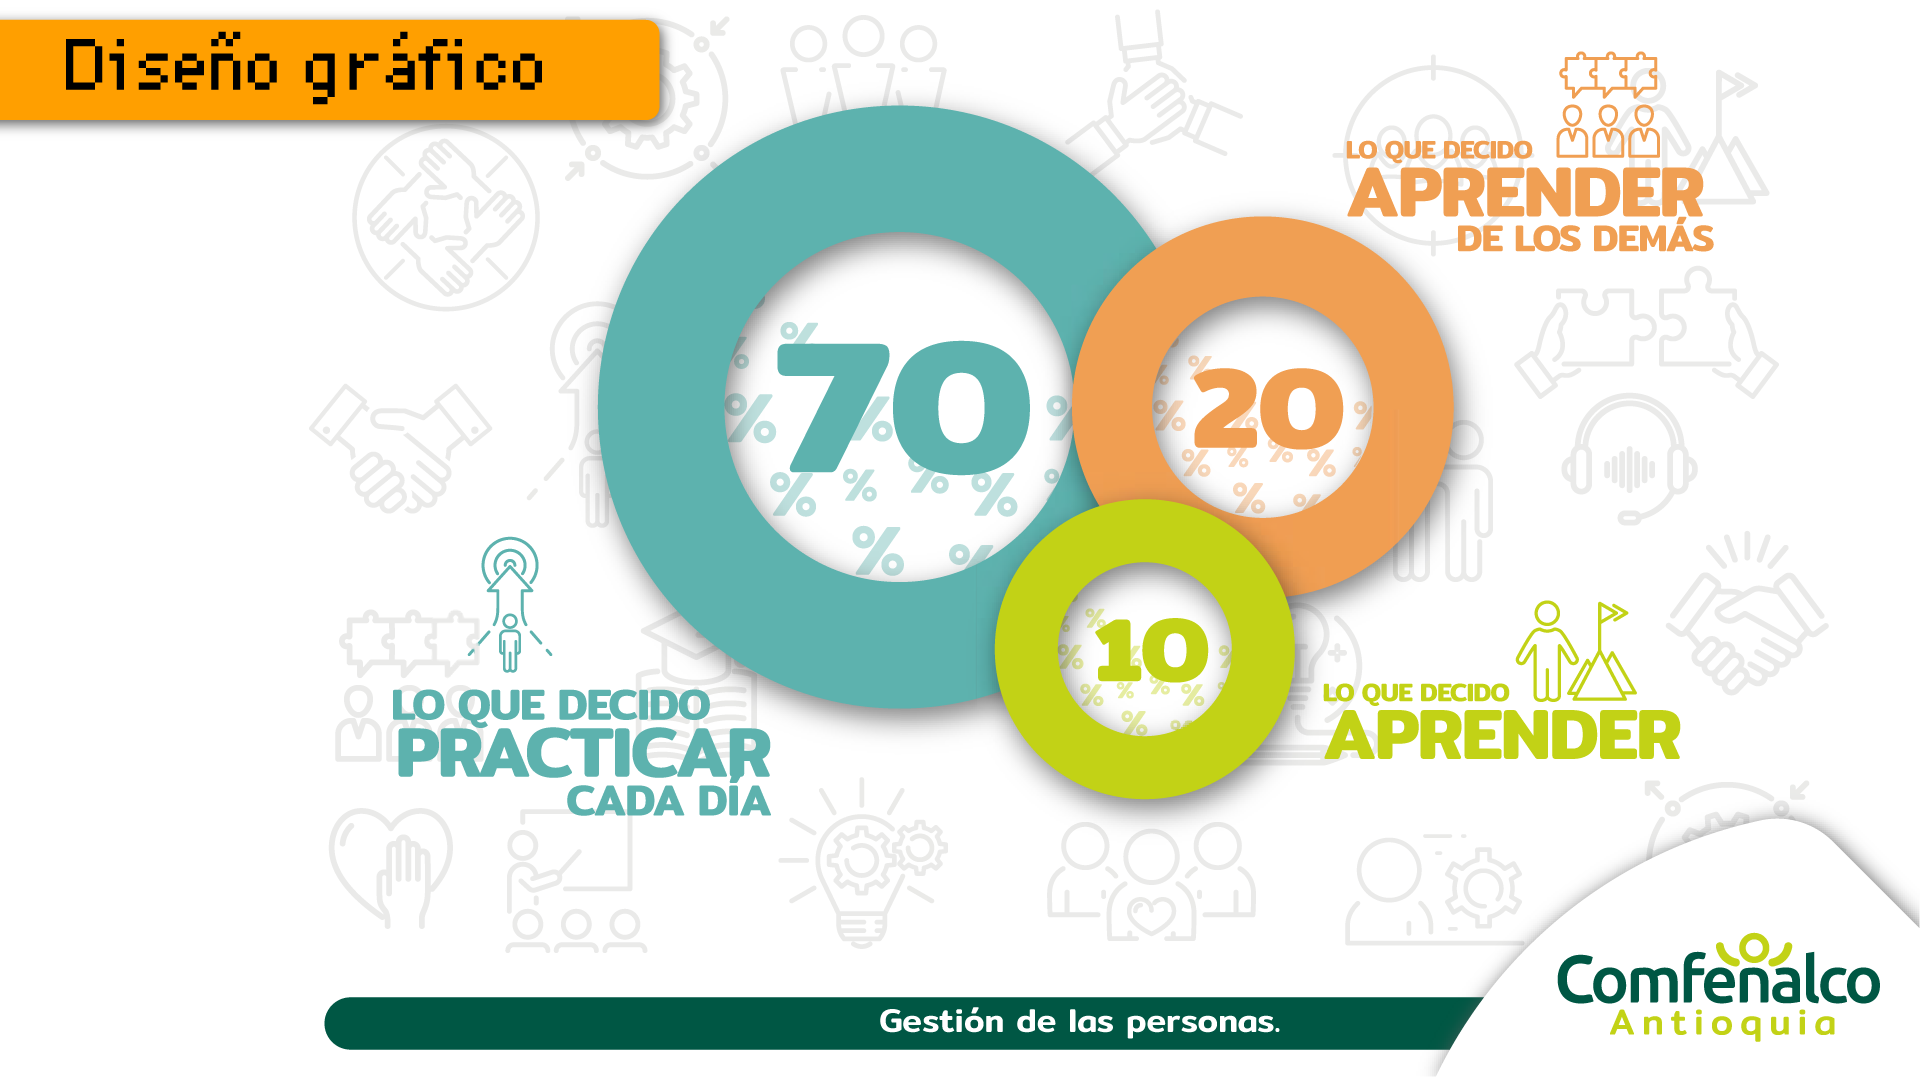 Diseño gráfico
LO QUE DECIDO
APRENDER
DE LOS DEMÁS
70
20
10
LO QUE DECIDO
PRACTICAR
CADA DÍA
LO QUE DECIDO
APRENDER
Gestión de las personas.
Comfenalco
Antioquia